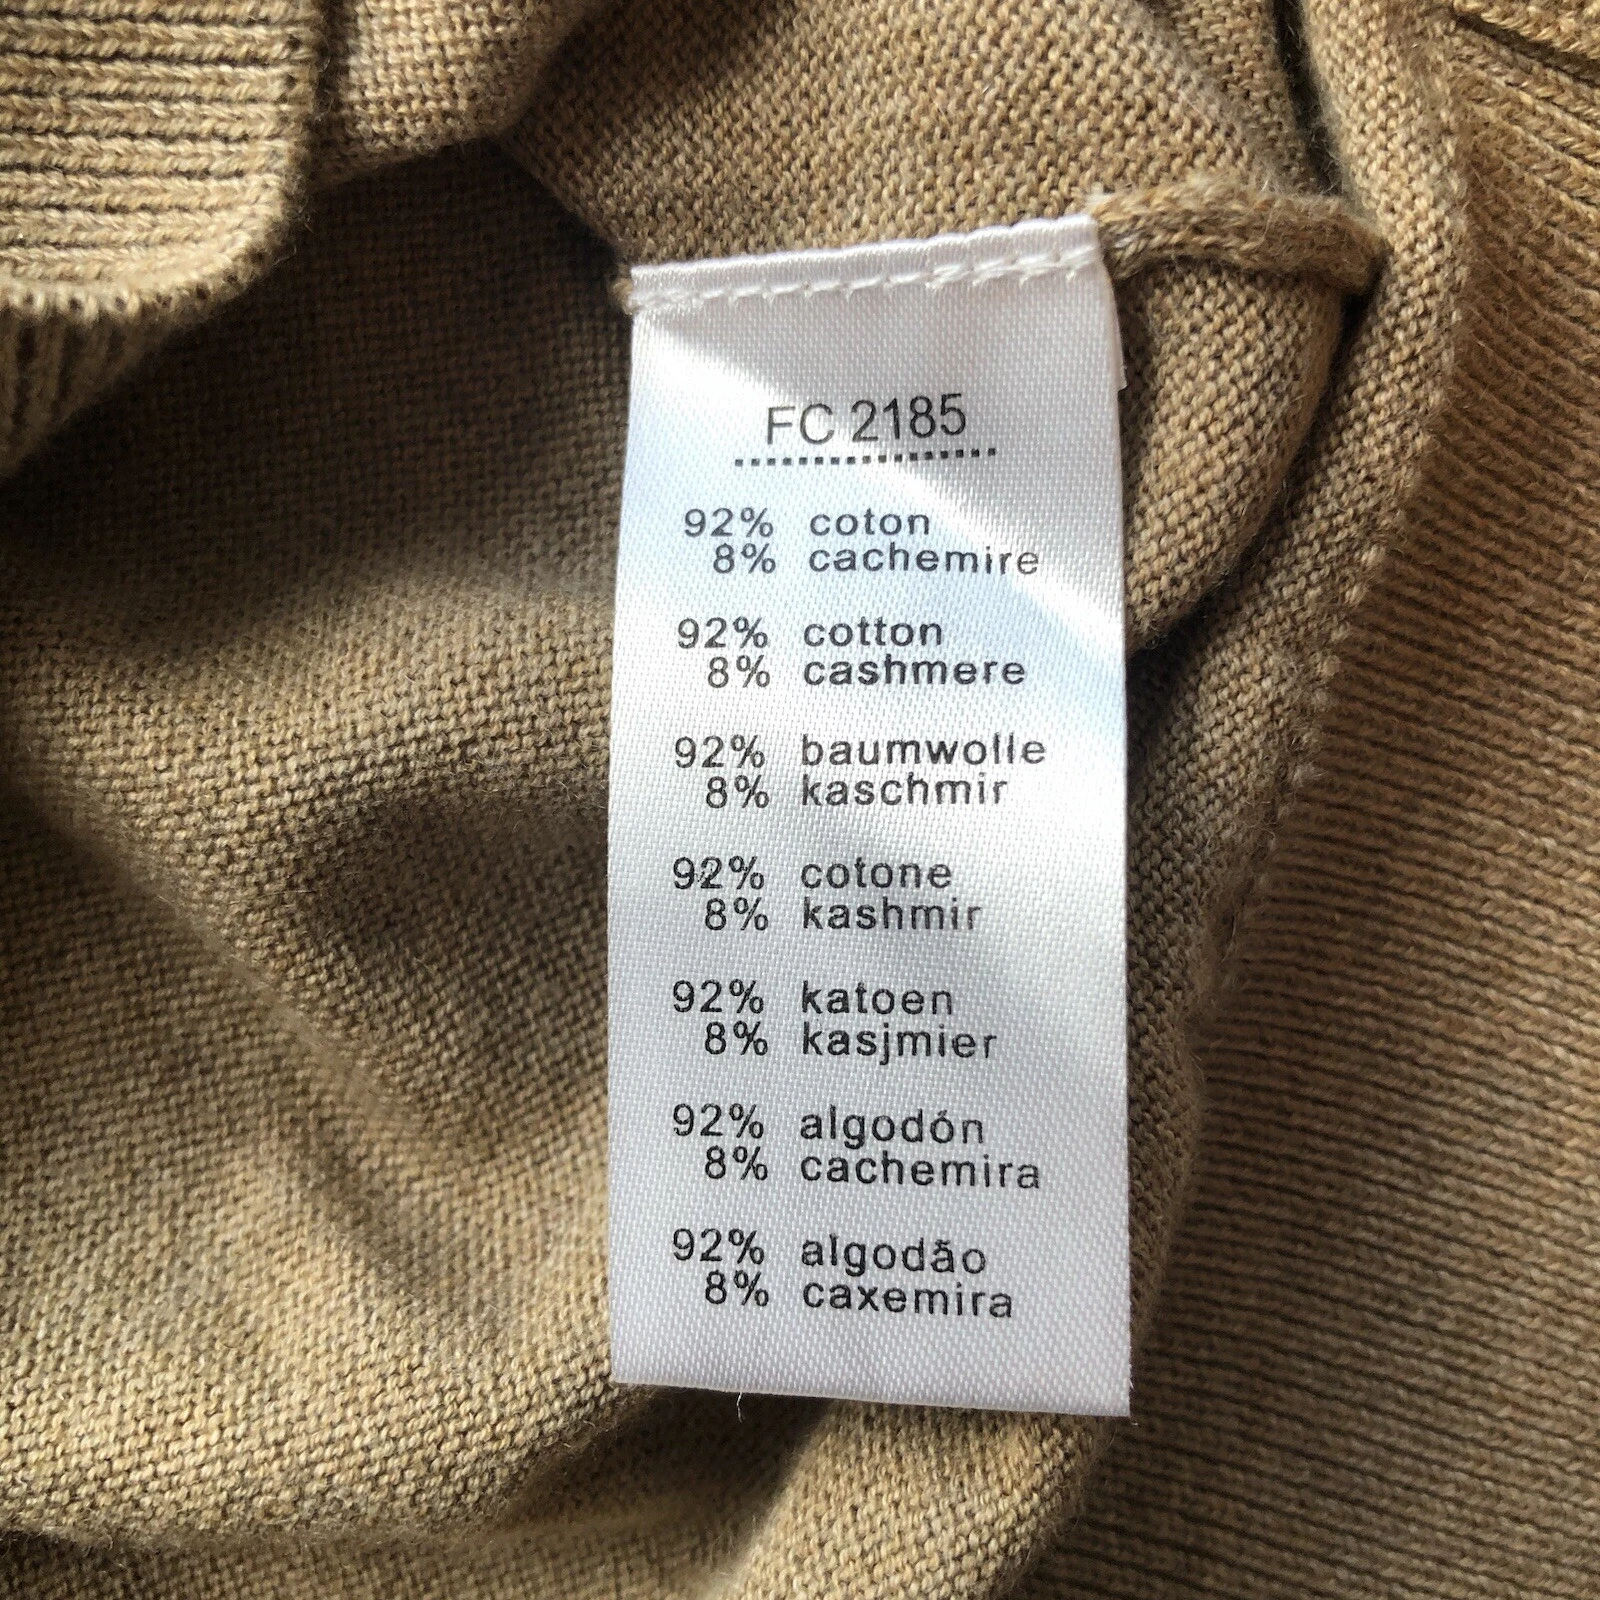 FC 2185
92% coton
8% cachemire
92% cotton
8% cashmere
92% baumwolle
8% kaschmir
92% cotone
8% kashmir
92% katoen
8% kasjmier
92% algodón
8% cachemira
92% algodão
8% caxemira